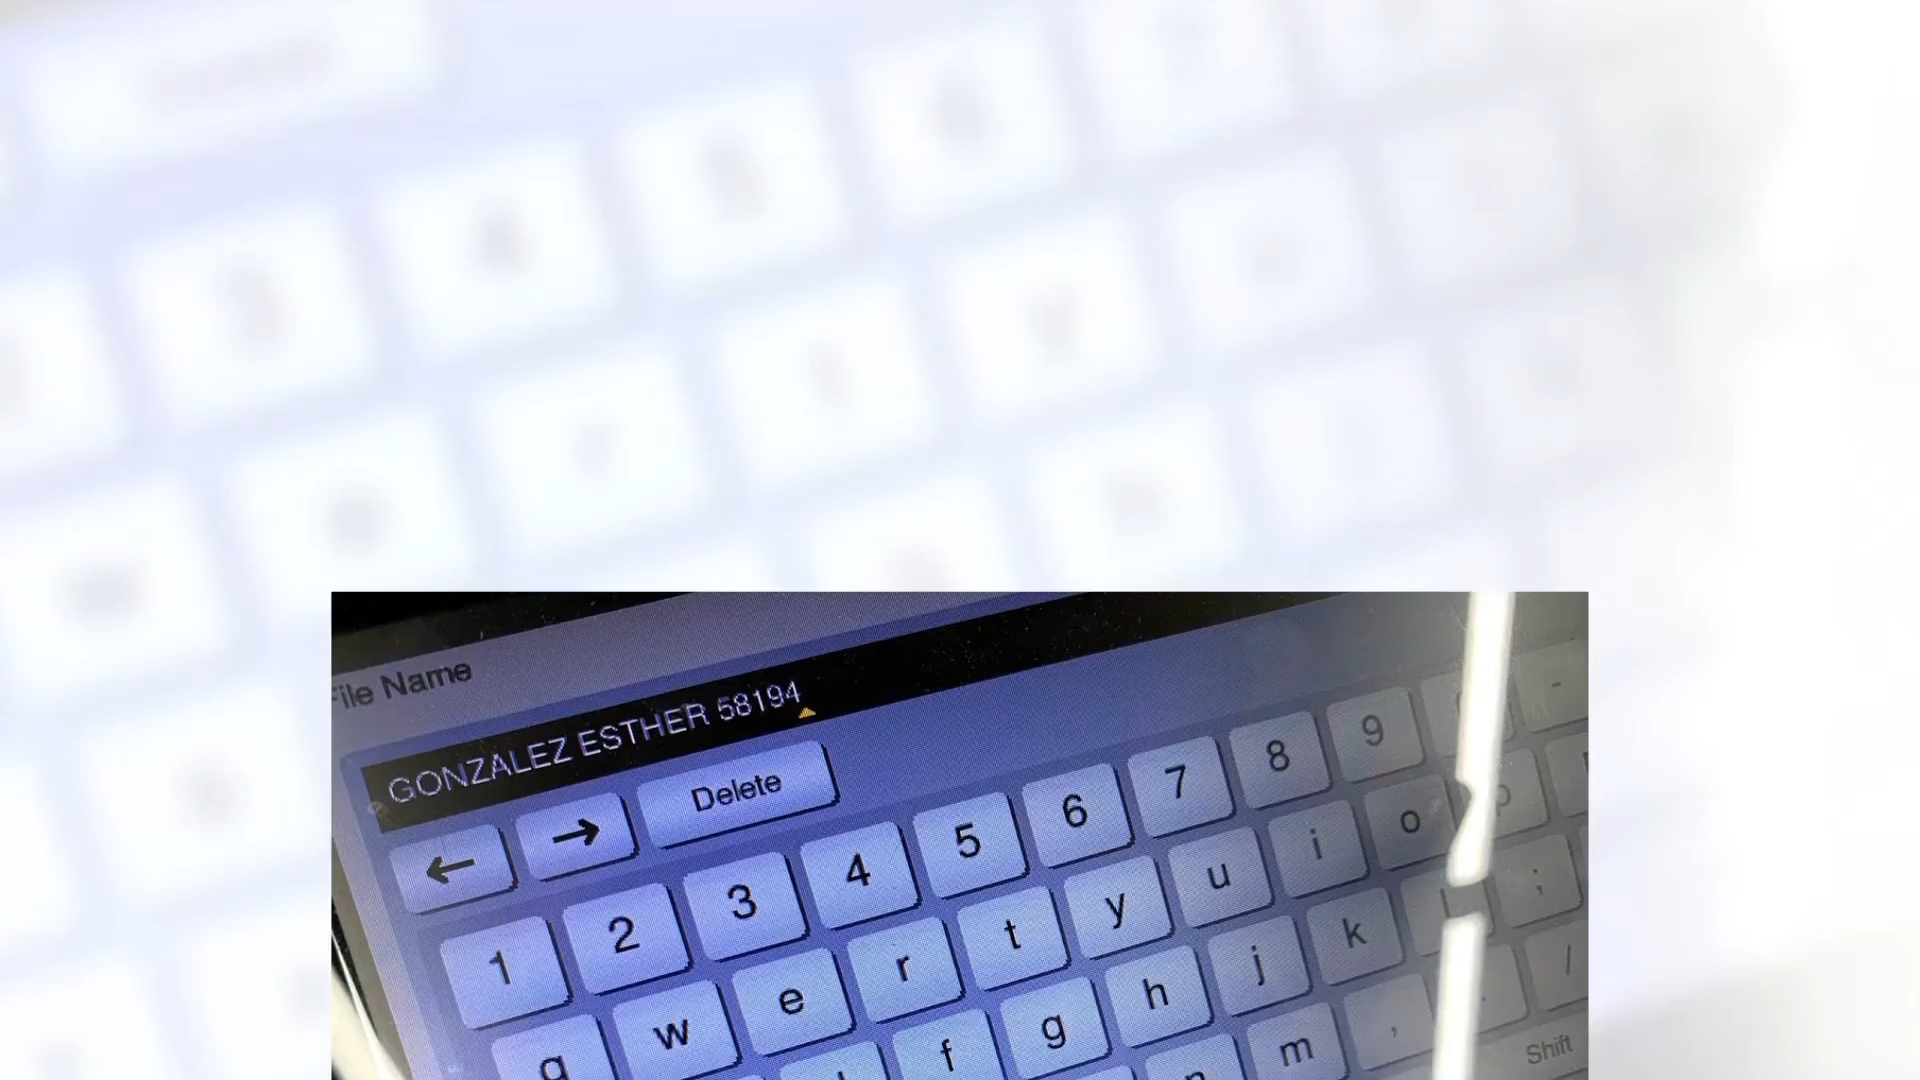 File Name
GONZALEZ ESTHER 58194
← → Delete
1 2 3 4 5 6 7 8 9 -
q w e r t y u i o p
f g h j k ;
m , . /
Shift